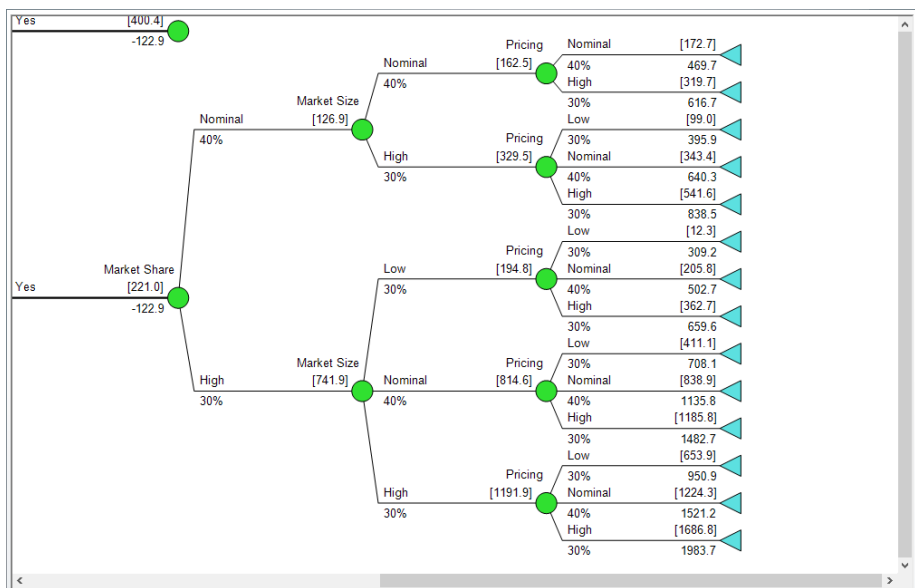 Yes [400.4]
-122.9
Nominal [172.7]
Pricing
Nominal [162.5]
40% 469.7
High [319.7]
40%
Market Size
30% 616.7
Nominal [126.9]
Low [99.0]
40%
Pricing
30% 395.9
High [329.5]
Nominal [343.4]
30%
40% 640.3
High [541.6]
30% 838.5
Low [12.3]
Pricing
30% 309.2
Market Share
Low [194.8]
Nominal [205.8]
Yes [221.0]
30%
40% 502.7
High [362.7]
-122.9
30% 659.6
Low [411.1]
Market Size
Pricing
30% 708.1
High [741.9]
Nominal [814.6]
Nominal [838.9]
30%
40%
40% 1135.8
High [1185.8]
30% 1482.7
Low [653.9]
Pricing
30% 950.9
High [1191.9]
Nominal [1224.3]
30%
40% 1521.2
High [1686.8]
30% 1983.7